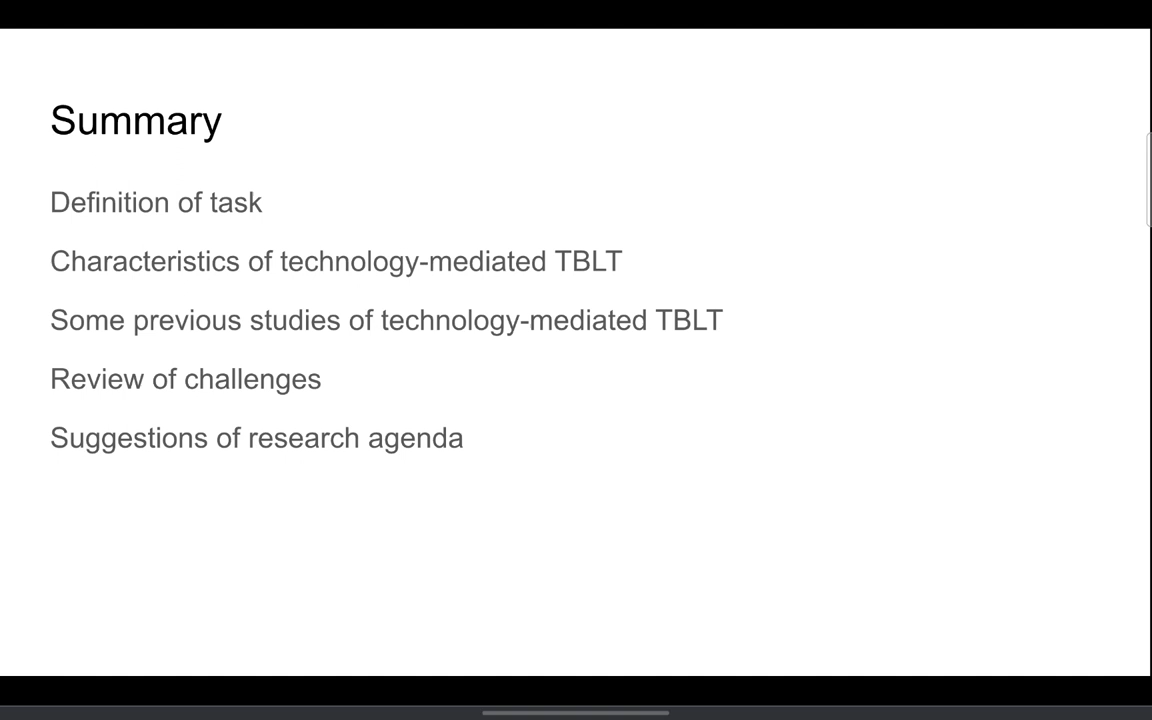 Summary
Definition of task
Characteristics of technology-mediated TBLT
Some previous studies of technology-mediated TBLT
Review of challenges
Suggestions of research agenda